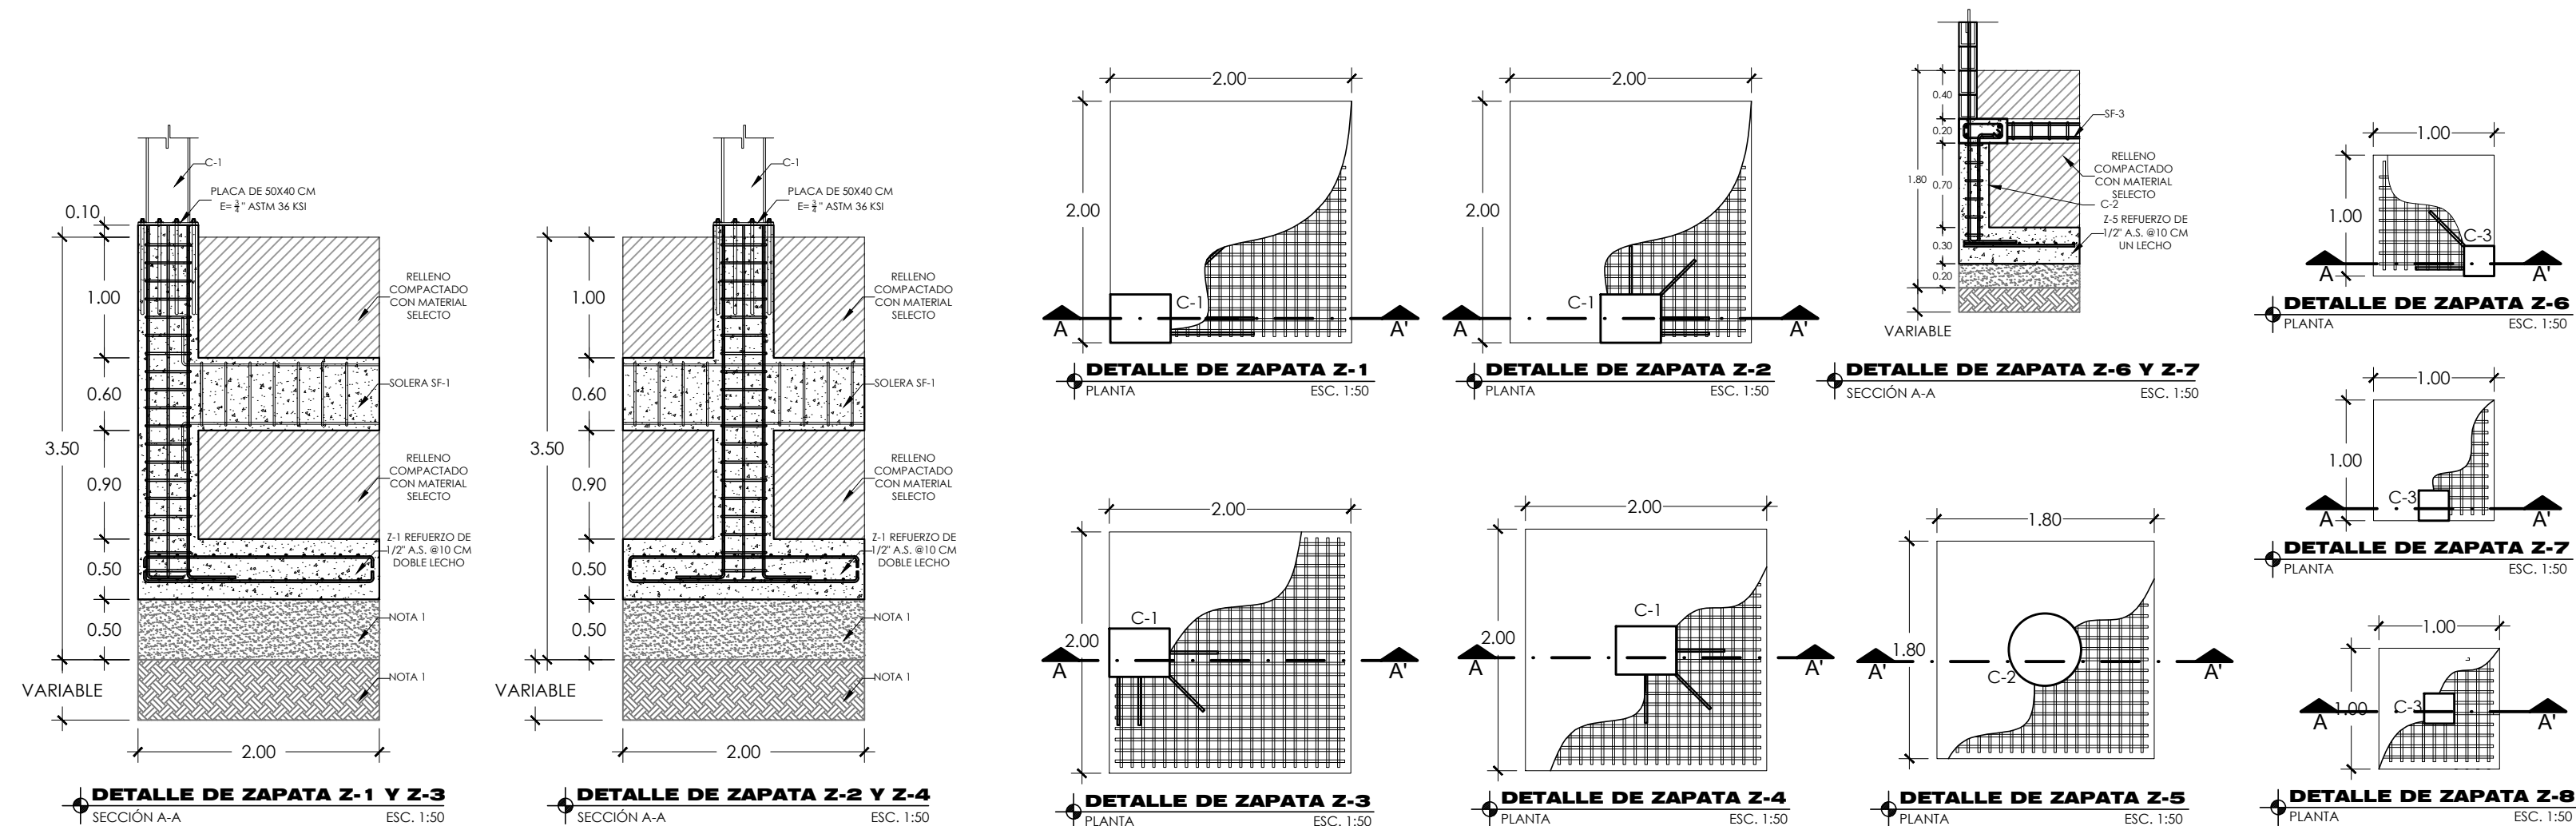 C-1
PLACA DE 50X40 CM
E= 3/4" ASTM 36 KSI
0.10
1.00
RELLENO
COMPACTADO
CON MATERIAL
SELECTO
0.60
SOLERA SF-1
3.50
0.90
RELLENO
COMPACTADO
CON MATERIAL
SELECTO
Z-1 REFUERZO DE
1/2" A.S. @10 CM
DOBLE LECHO
0.50
0.50
NOTA 1
VARIABLE
NOTA 1
2.00
DETALLE DE ZAPATA Z-1 Y Z-3
SECCIÓN A-A ESC. 1:50
C-1
PLACA DE 50X40 CM
E= 3/4" ASTM 36 KSI
1.00
RELLENO
COMPACTADO
CON MATERIAL
SELECTO
0.60
SOLERA SF-1
3.50
0.90
RELLENO
COMPACTADO
CON MATERIAL
SELECTO
Z-1 REFUERZO DE
1/2" A.S. @10 CM
DOBLE LECHO
0.50
0.50
NOTA 1
VARIABLE
NOTA 1
2.00
DETALLE DE ZAPATA Z-2 Y Z-4
SECCIÓN A-A ESC. 1:50
2.00
2.00
C-1
A A'
DETALLE DE ZAPATA Z-1
PLANTA ESC. 1:50
2.00
2.00
C-1
A A'
DETALLE DE ZAPATA Z-2
PLANTA ESC. 1:50
0.40
0.20
SF-3
RELLENO
COMPACTADO
CON MATERIAL
SELECTO
1.80
0.70
C-2
Z-5 REFUERZO DE
1/2" A.S. @10 CM
UN LECHO
0.30
0.20
VARIABLE
DETALLE DE ZAPATA Z-6 Y Z-7
SECCIÓN A-A ESC. 1:50
1.00
1.00
C-3
A A'
DETALLE DE ZAPATA Z-6
PLANTA ESC. 1:50
1.00
1.00
C-3
A A'
DETALLE DE ZAPATA Z-7
PLANTA ESC. 1:50
2.00
C-1
2.00
A A'
DETALLE DE ZAPATA Z-3
PLANTA ESC. 1:50
2.00
C-1
2.00
A A'
DETALLE DE ZAPATA Z-4
PLANTA ESC. 1:50
1.80
1.80
C-2
A A'
DETALLE DE ZAPATA Z-5
PLANTA ESC. 1:50
1.00
1.00
C-3
A A'
DETALLE DE ZAPATA Z-8
PLANTA ESC. 1:50